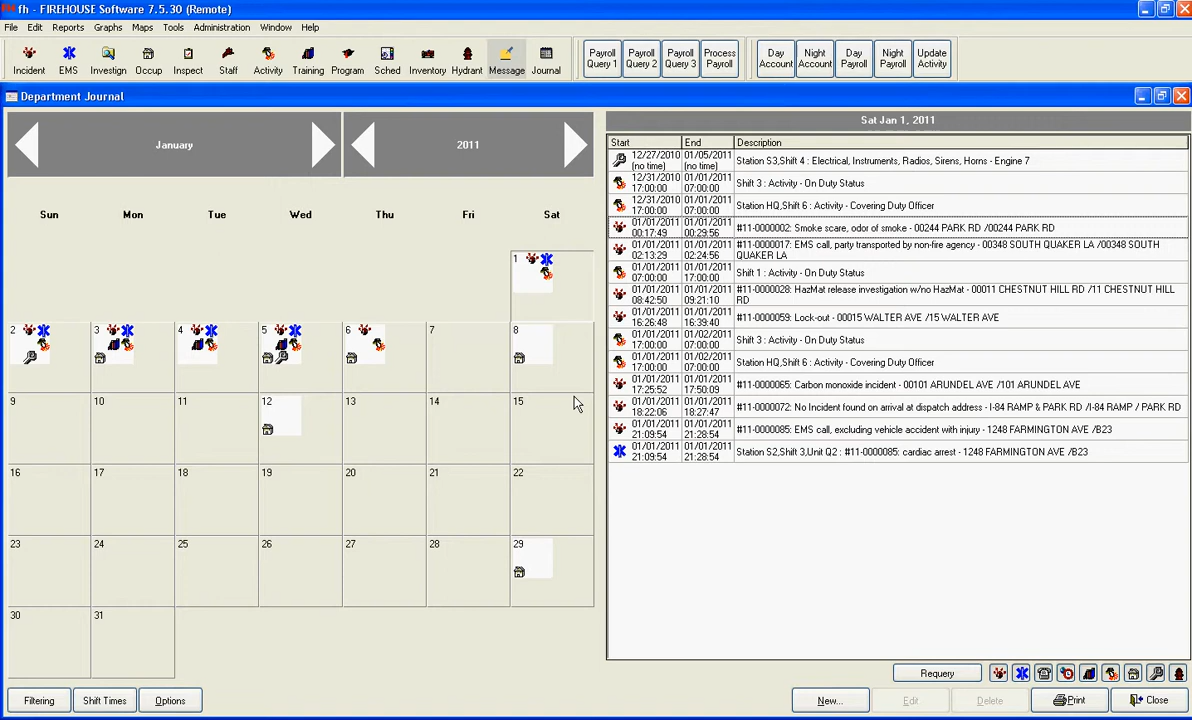 fh - FIREHOUSE Software 7.5.30 (Remote)
File Edit Reports Graphs Maps Tools Administration Window Help
Incident EMS Investign Occup Inspect Staff Activity Training Program Sched Inventory Hydrant Message Journal
Payroll Query 1 Payroll Query 2 Payroll Query 3 Process Payroll Day Account Night Account Day Payroll Night Payroll Update Activity
Department Journal
January 2011
Sun Mon Tue Wed Thu Fri Sat
1
2 3 4 5 6 7 8
9 10 11 12 13 14 15
16 17 18 19 20 21 22
23 24 25 26 27 28 29
30 31
Sat Jan 1, 2011
Start End Description
12/27/2010 (no time) 01/05/2011 (no time) Station S3,Shift 4 : Electrical, Instruments, Radios, Sirens, Horns - Engine 7
12/31/2010 17:00:00 01/01/2011 07:00:00 Shift 3 : Activity - On Duty Status
12/31/2010 17:00:00 01/01/2011 07:00:00 Station HQ,Shift 6 : Activity - Covering Duty Officer
01/01/2011 00:17:49 01/01/2011 00:29:56 #11-0000002: Smoke scare, odor of smoke - 00244 PARK RD /00244 PARK RD
01/01/2011 02:13:29 01/01/2011 02:24:56 #11-0000017: EMS call, party transported by non-fire agency - 00348 SOUTH QUAKER LA /00348 SOUTH QUAKER LA
01/01/2011 07:00:00 01/01/2011 17:00:00 Shift 1 : Activity - On Duty Status
01/01/2011 08:42:50 01/01/2011 09:21:10 #11-0000028: HazMat release investigation w/no HazMat - 00011 CHESTNUT HILL RD /11 CHESTNUT HILL RD
01/01/2011 16:26:48 01/01/2011 16:39:40 #11-0000059: Lock-out - 00015 WALTER AVE /15 WALTER AVE
01/01/2011 17:00:00 01/02/2011 07:00:00 Shift 3 : Activity - On Duty Status
01/01/2011 17:00:00 01/02/2011 07:00:00 Station HQ,Shift 6 : Activity - Covering Duty Officer
01/01/2011 17:25:52 01/01/2011 17:50:09 #11-0000065: Carbon monoxide incident - 00101 ARUNDEL AVE /101 ARUNDEL AVE
01/01/2011 18:22:06 01/01/2011 18:27:47 #11-0000072: No Incident found on arrival at dispatch address - I-84 RAMP & PARK RD /I-84 RAMP / PARK RD
01/01/2011 21:09:54 01/01/2011 21:28:54 #11-0000085: EMS call, excluding vehicle accident with injury - 1248 FARMINGTON AVE /B23
01/01/2011 21:09:54 01/01/2011 21:28:54 Station S2,Shift 3,Unit Q2 : #11-0000085: cardiac arrest - 1248 FARMINGTON AVE /B23
Requery
Filtering Shift Times Options New... Edit Delete Print Close